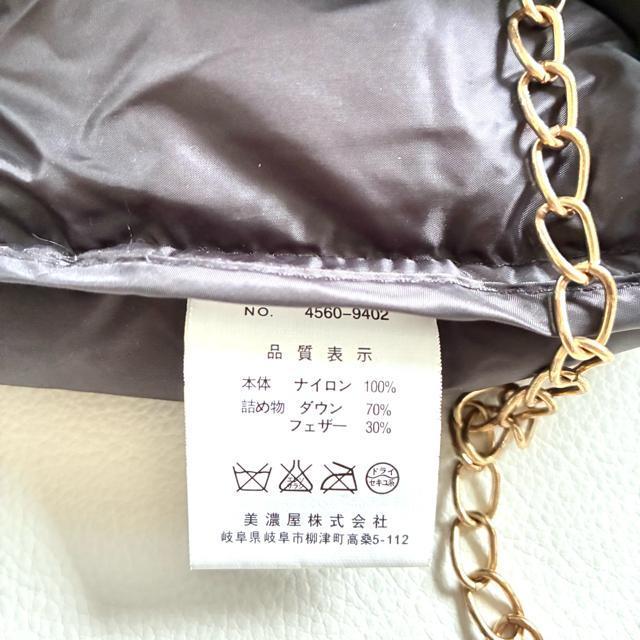 NO. 4560-9402
品質表示
本体 ナイロン 100%
詰め物 ダウン 70%
フェザー 30%
ドライ
セキユ系
美濃屋株式会社
岐阜県岐阜市柳津町高桑5-112